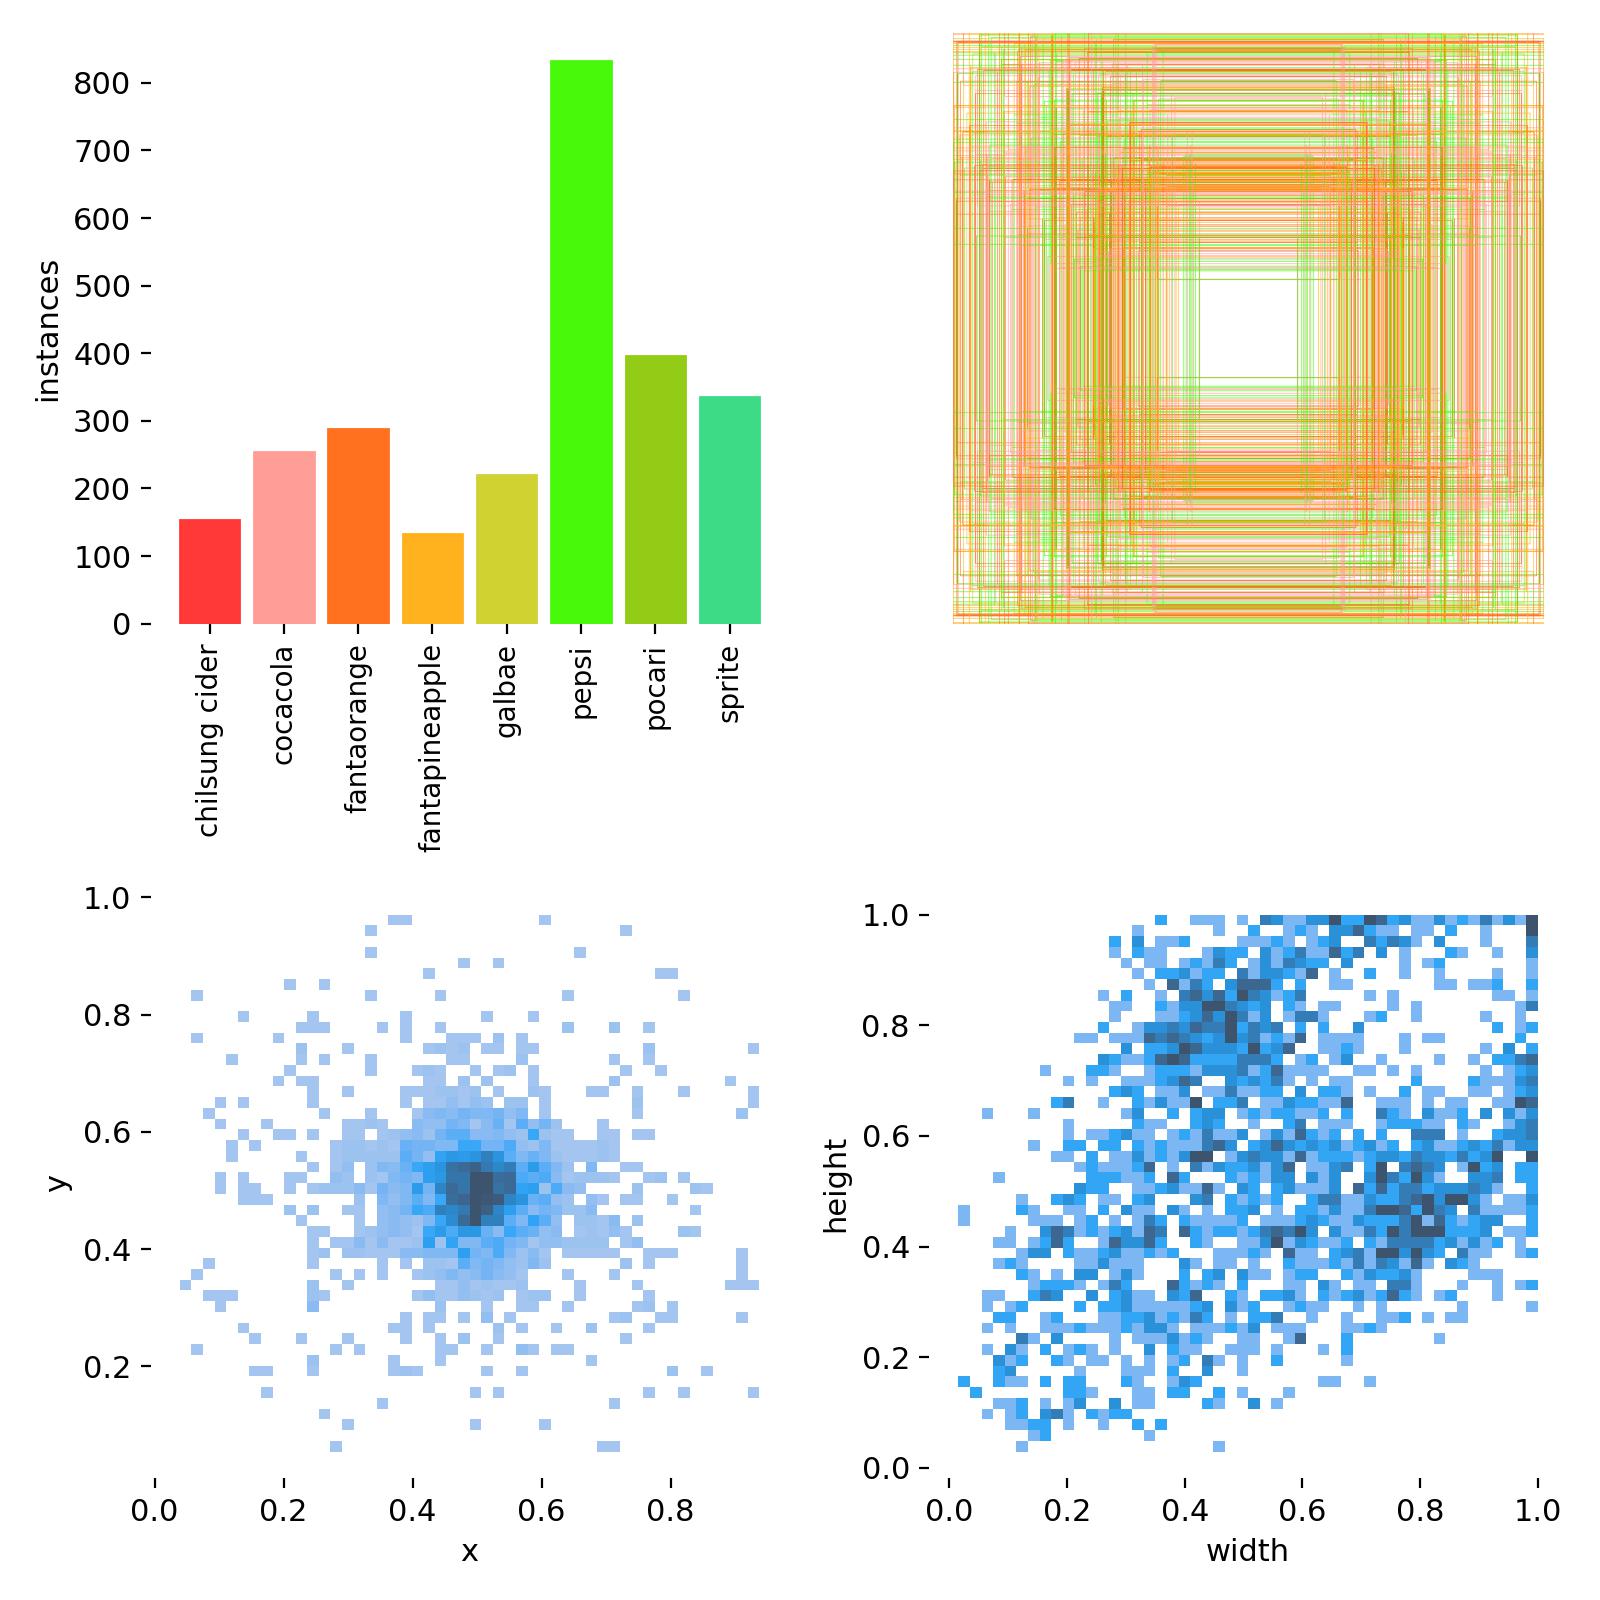 800
700
600
500
400
300
200
100
0
instances
chilsung cider
cocacola
fantaorange
fantapineapple
galbae
pepsi
pocari
sprite
1.0
0.8
0.6
0.4
0.2
y
0.0 0.2 0.4 0.6 0.8
x
1.0
0.8
0.6
0.4
0.2
0.0
height
0.0 0.2 0.4 0.6 0.8 1.0
width